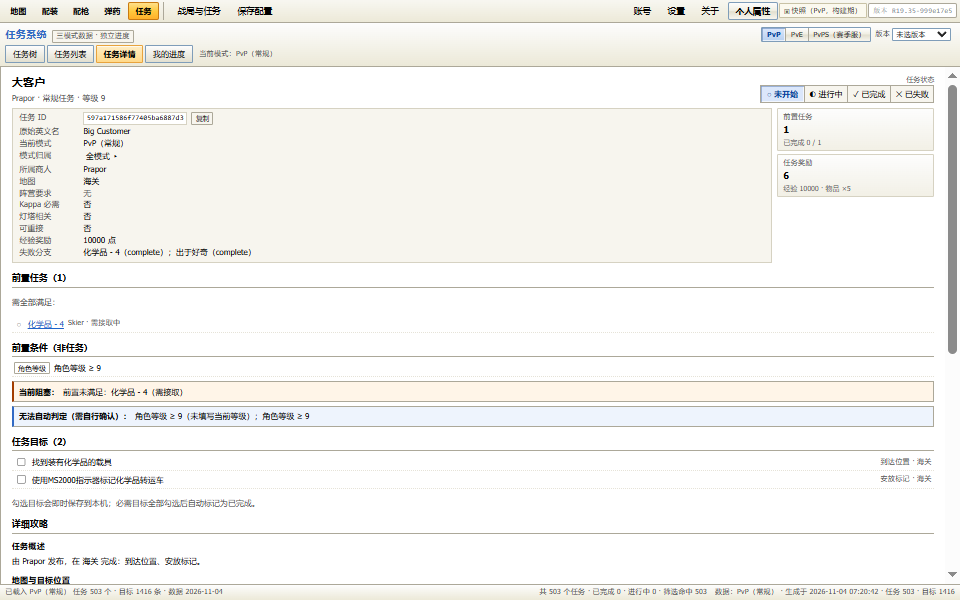 地图 配装 配枪 弹药 任务 战局与任务 保存配置 账号 设置 关于 个人属性 快照（PvP，构建期） 版本 R19.35-999e17e5
任务系统 三模式数据 · 独立进度 PvP PvE PvPS（赛季服） 版本 未选版本
任务树 任务列表 任务详情 我的进度 当前模式：PvP（常规）
大客户 任务状态
Prapor · 常规任务 · 等级 9 未开始 进行中 ✓ 已完成 ✕ 已失败
任务 ID 597a171586f77405ba6887d3 复制
原始英文名 Big Customer
当前模式 PvP（常规）
模式归属 全模式
所属商人 Prapor
地图 海关
阵营要求 无
Kappa 必需 否
灯塔相关 否
可重接 否
经验奖励 10000 点
失败分支 化学品 - 4（complete）；出于好奇（complete）
前置任务
1
已完成 0 / 1
任务奖励
6
经验 10000 · 物品 ×5
前置任务（1）
需全部满足：
○ 化学品 - 4 Skier · 需接取中
前置条件（非任务）
角色等级 角色等级 ≥ 9
当前阻塞： 前置未满足：化学品 - 4（需接取）
无法自动判定（需自行确认）： 角色等级 ≥ 9（未填写当前等级）；角色等级 ≥ 9
任务目标（2）
找到装有化学品的载具 到达位置 · 海关
使用MS2000指示器标记化学品转运车 安放标记 · 海关
勾选目标会即时保存到本机；必需目标全部勾选后自动标记为已完成。
详细攻略
任务概述
由 Prapor 发布，在 海关 完成：到达位置、安放标记。
地图与目标位置
已载入 PvP（常规） 任务 503 个 · 目标 1416 条 · 数据 2026-11-04 共 503 个任务 · 已完成 0 · 进行中 0 · 筛选命中 503 数据：PvP（常规） · 生成于 2026-11-04 07:20:42 · 任务 503 · 目标 1416